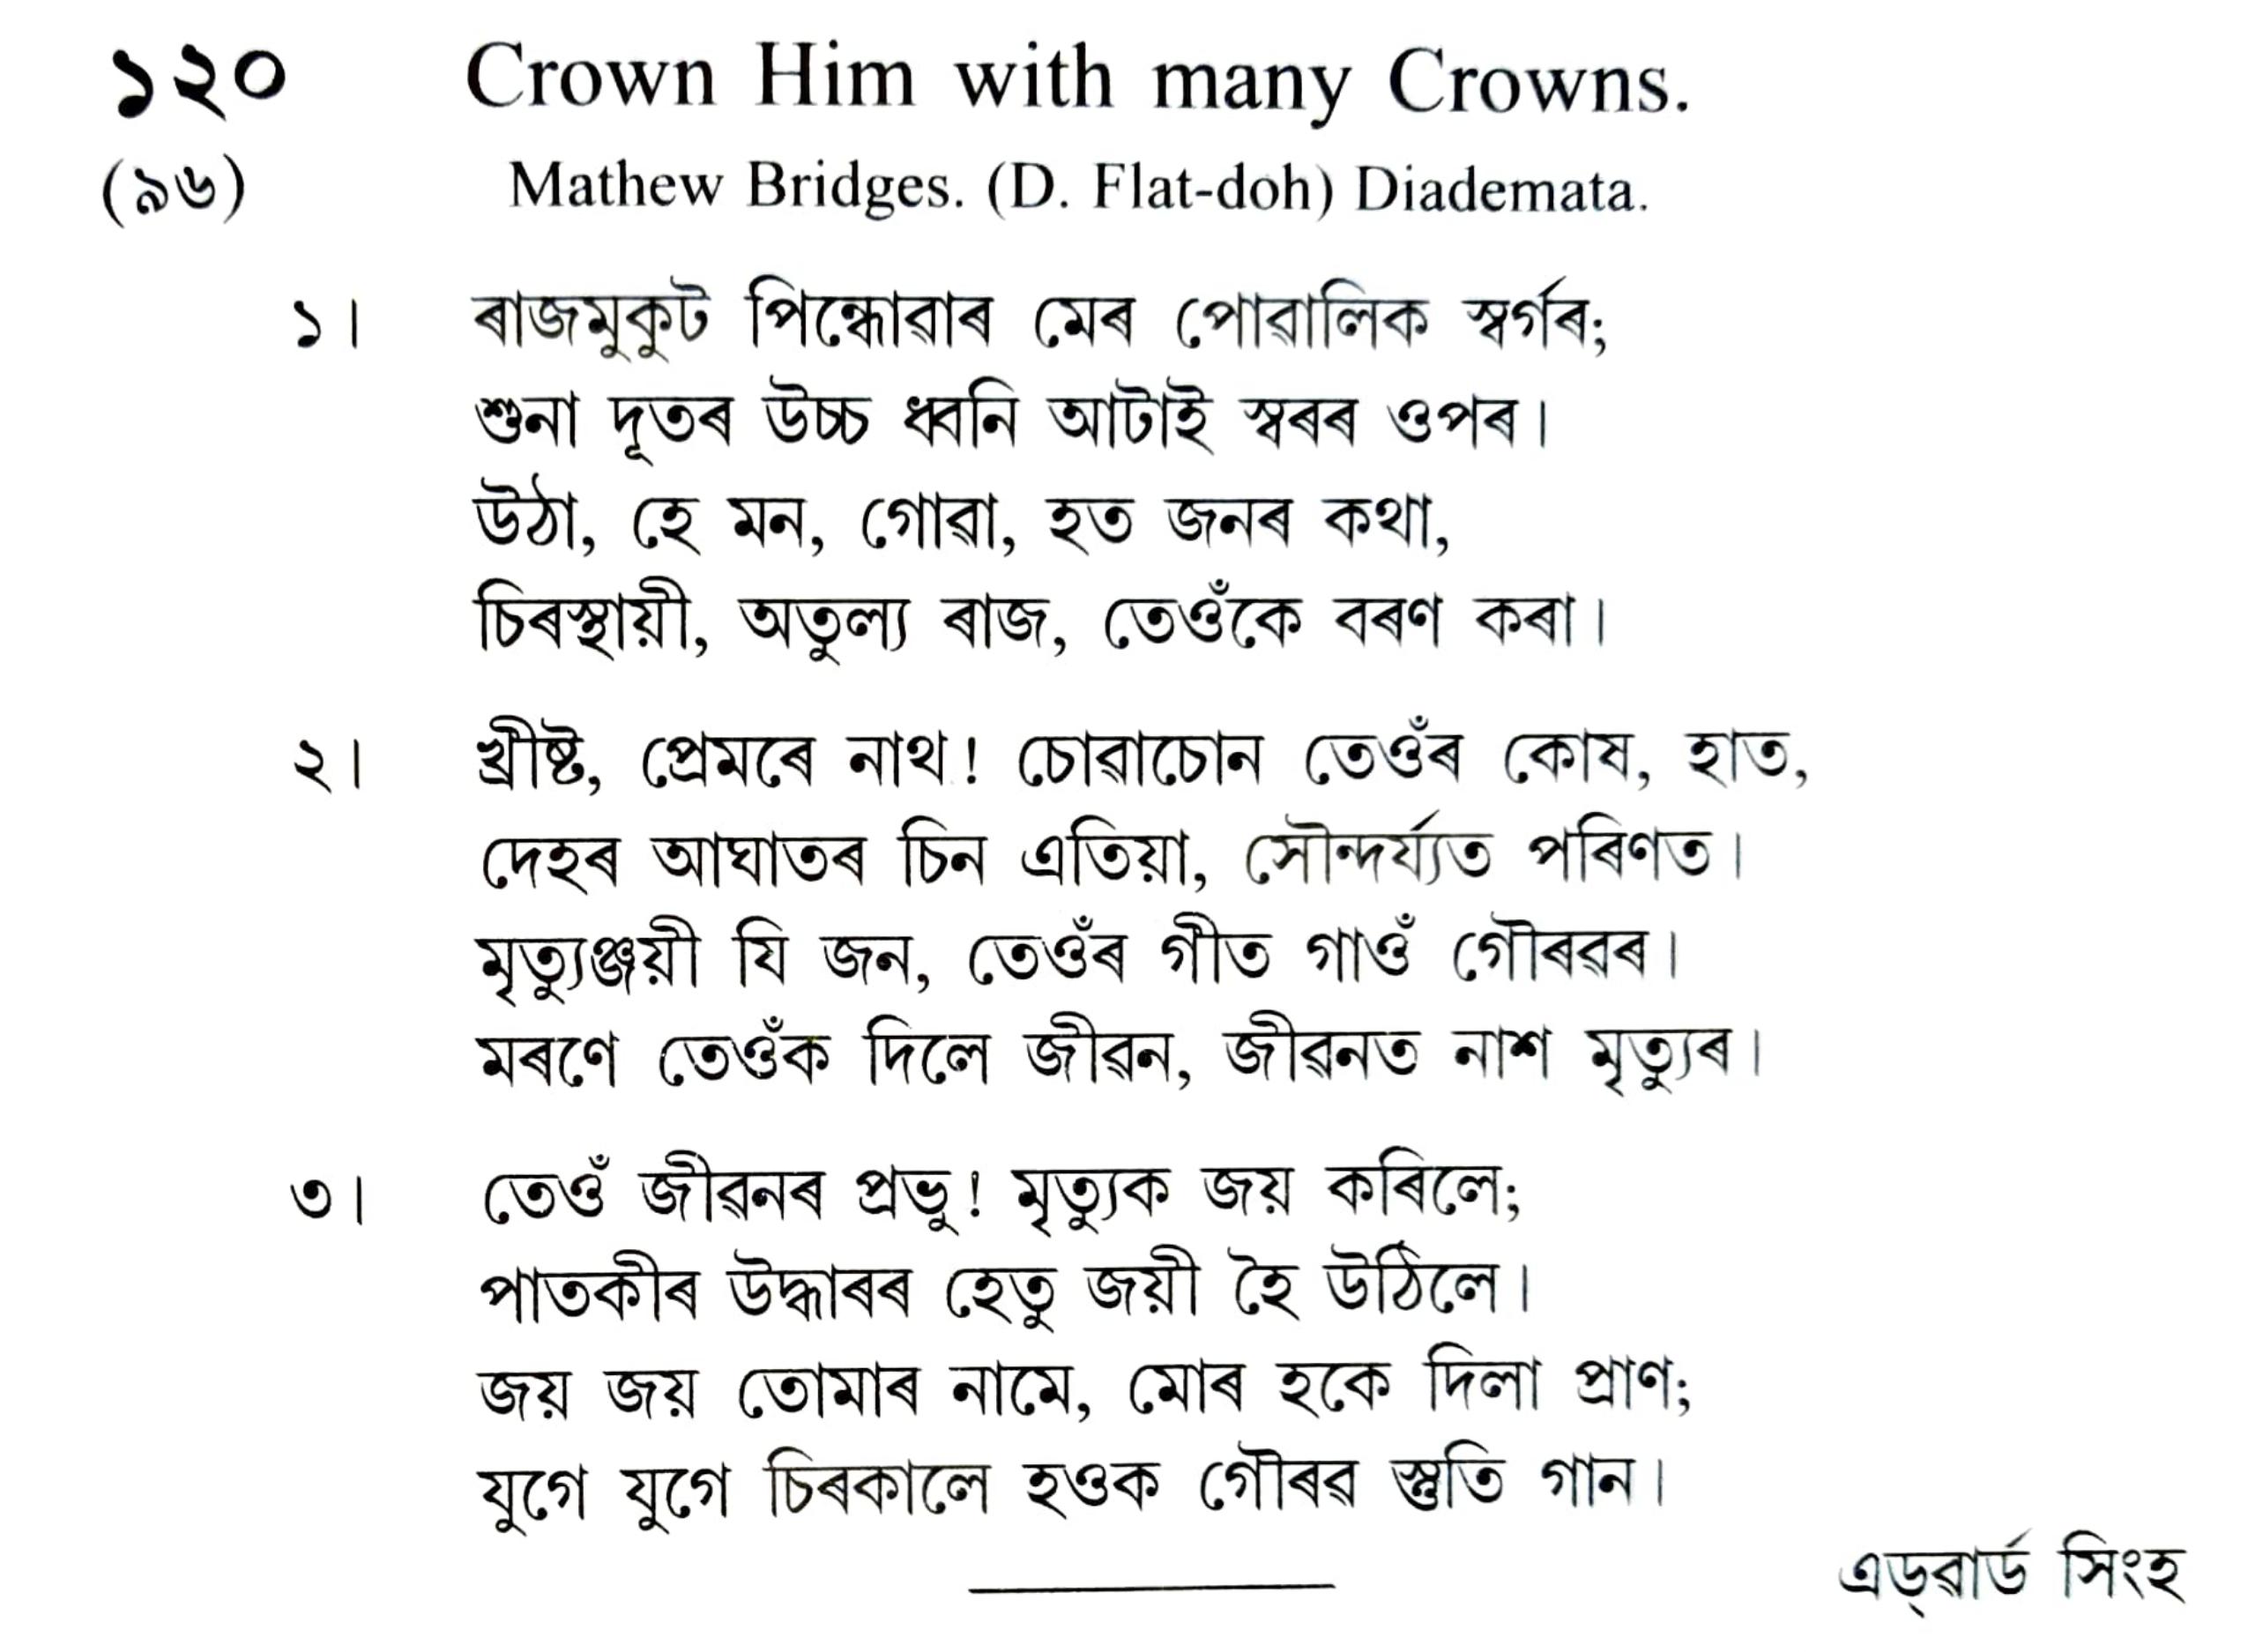 ১২০ Crown Him with many Crowns.
(৯৬) Mathew Bridges. (D. Flat-doh) Diademata.
১। ৰাজমুকুট পিন্ধোৱাৰ মেৰ পোৱালিক স্বৰ্গৰ;
শুনা দূতৰ উচ্চ ধ্বনি আটাই স্বৰৰ ওপৰ।
উঠা, হে মন, গোৱা, হত জনৰ কথা,
চিৰস্থায়ী, অতুল্য ৰাজ, তেওঁকে বৰণ কৰা।
২। খ্ৰীষ্ট, প্ৰেমৰে নাথ! চোৱাচোন তেওঁৰ কোষ, হাত,
দেহৰ আঘাতৰ চিন এতিয়া, সৌন্দৰ্য্যত পৰিণত।
মৃত্যুঞ্জয়ী যি জন, তেওঁৰ গীত গাওঁ গৌৰৱৰ।
মৰণে তেওঁক দিলে জীৱন, জীৱনত নাশ মৃত্যুৰ।
৩। তেওঁ জীৱনৰ প্ৰভু! মৃত্যুক জয় কৰিলে;
পাতকীৰ উদ্ধাৰৰ হেতু জয়ী হৈ উঠিলে।
জয় জয় তোমাৰ নামে, মোৰ হকে দিলা প্ৰাণ;
যুগে যুগে চিৰকালে হওক গৌৰৱ স্তুতি গান।
এড্ৱাৰ্ড সিংহ